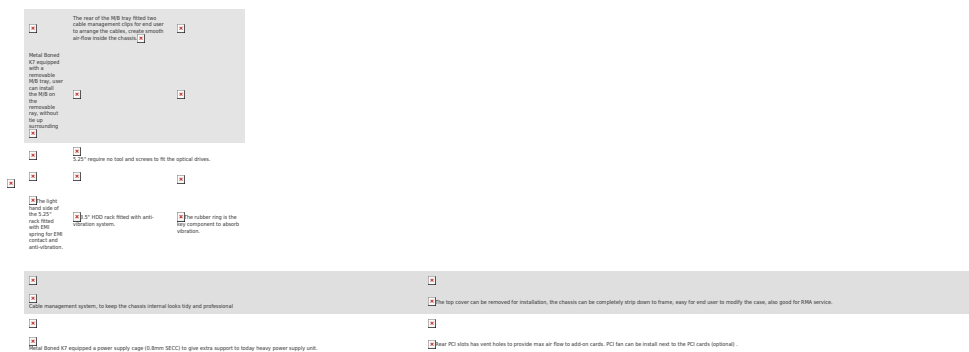 The rear of the M/B tray fitted two
cable management clips for end user
to arrange the cables, create smooth
air-flow inside the chassis.
Metal Boned
K7 equipped
with a
removable
M/B tray, user
can install
the M/B on
the
removable
ray, without
tie up
surrounding
5.25" require no tool and screws to fit the optical drives.
The light
hand side of
the 5.25"
rack fitted
with EMI
spring for EMI
contact and
anti-vibration.
3.5" HDD rack fitted with anti-
vibration system.
The rubber ring is the
key component to absorb
vibration.
Cable management system, to keep the chassis internal looks tidy and professional
The top cover can be removed for installation, the chassis can be completely strip down to frame, easy for end user to modify the case, also good for RMA service.
Metal Boned K7 equipped a power supply cage (0.8mm SECC) to give extra support to today heavy power supply unit.
Rear PCI slots has vent holes to provide max air flow to add-on cards. PCI fan can be install next to the PCI cards (optional) .